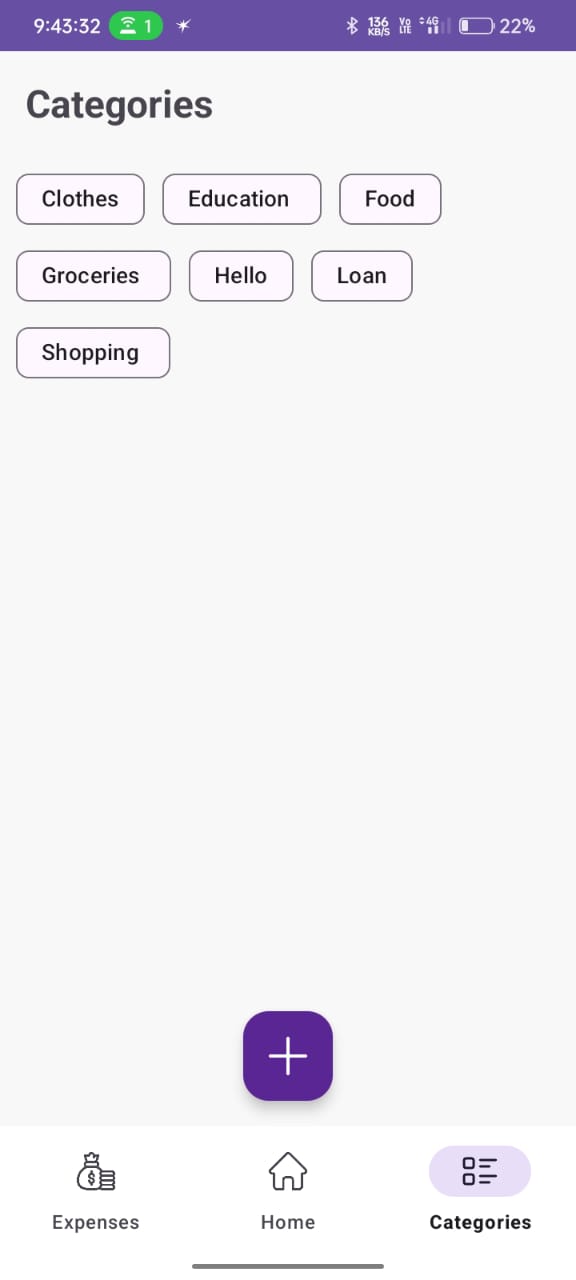 9:43:32 1 136 KB/S Vo LTE 4G 22%
Categories
Clothes Education Food
Groceries Hello Loan
Shopping
Expenses Home Categories